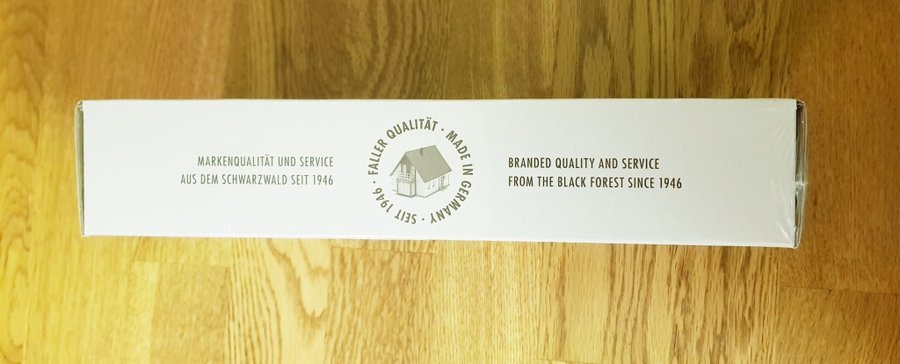 MARKENQUALITÄT UND SERVICE
AUS DEM SCHWARZWALD SEIT 1946
FALLER QUALITÄT · MADE IN GERMANY · SEIT 1946 ·
BRANDED QUALITY AND SERVICE
FROM THE BLACK FOREST SINCE 1946